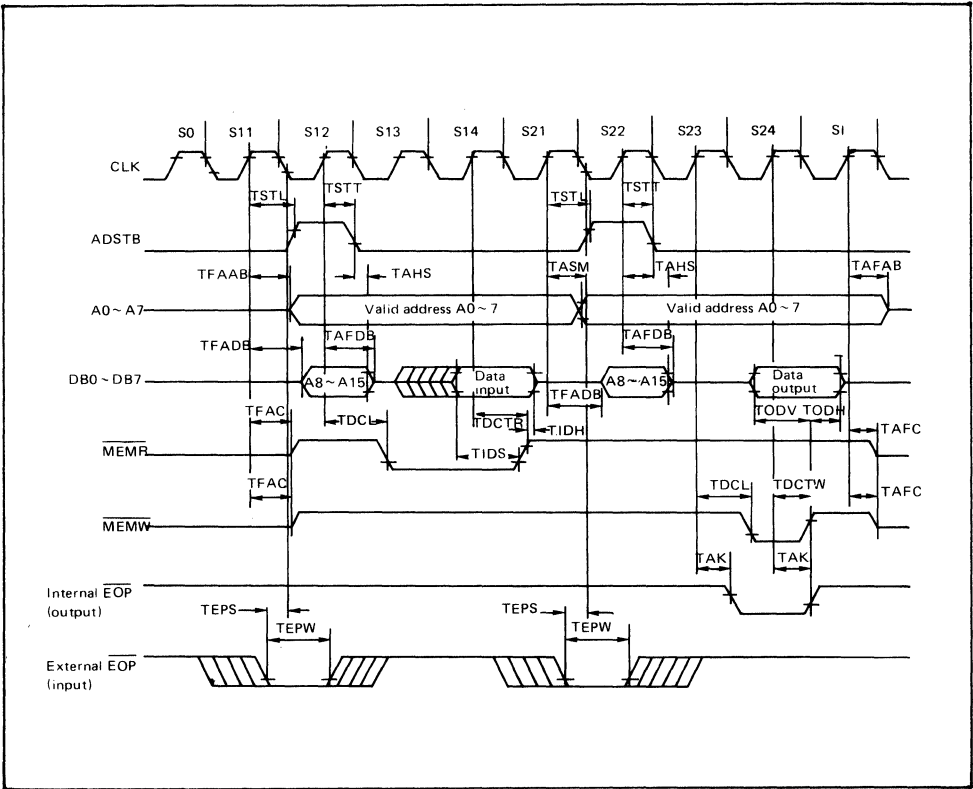 S0 S11 S12 S13 S14 S21 S22 S23 S24 SI
CLK
TSTL TSTT TSTL TSTT
ADSTB
TFAAB TAHS TASM TAHS TAFAB
A0~A7 Valid address A0~7 Valid address A0~7
TFADB TAFDB TAFDB
DB0~DB7 A8~A15 Data input A8~A15 Data output
TFADB
TFAC TDCL TDCTR TIDH TODV TODH TAFC
MEMR
TIDS
TFAC TDCL TDCTW TAFC
MEMW
TAK TAK
Internal EOP
(output)
TEPS TEPW TEPS TEPW
External EOP
(input)